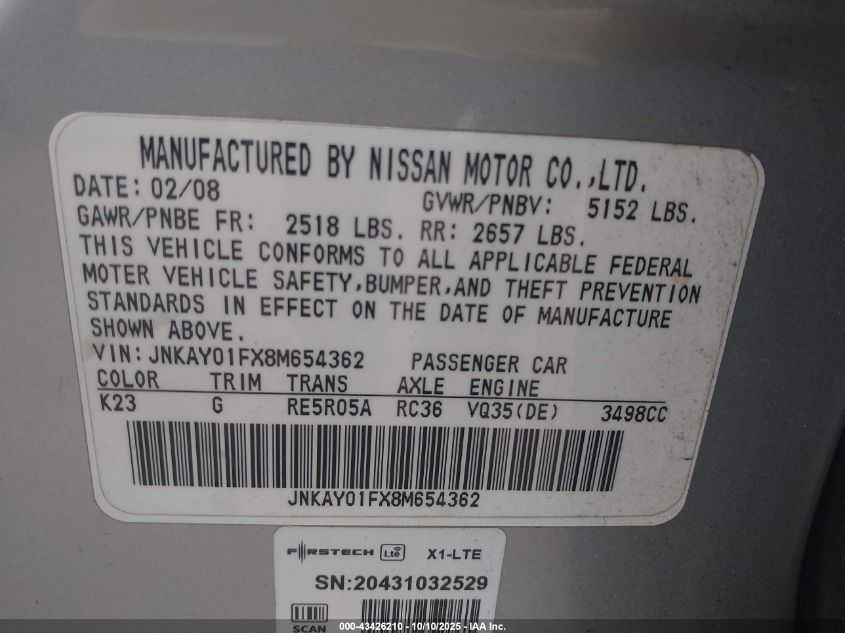 MANUFACTURED BY NISSAN MOTOR CO.,LTD.
DATE: 02/08 GVWR/PNBV: 5152 LBS.
GAWR/PNBE FR: 2518 LBS. RR: 2657 LBS.
THIS VEHICLE CONFORMS TO ALL APPLICABLE FEDERAL
MOTER VEHICLE SAFETY,BUMPER,AND THEFT PREVENTION
STANDARDS IN EFFECT ON THE DATE OF MANUFACTURE
SHOWN ABOVE.
VIN: JNKAY01FX8M654362 PASSENGER CAR
COLOR TRIM TRANS AXLE ENGINE
K23 G RE5R05A RC36 VQ35(DE) 3498CC
JNKAY01FX8M654362
FIRSTECH Lte X1-LTE
SN:20431032529
SCAN
000-43426210 - 10/10/2025 - IAA Inc.